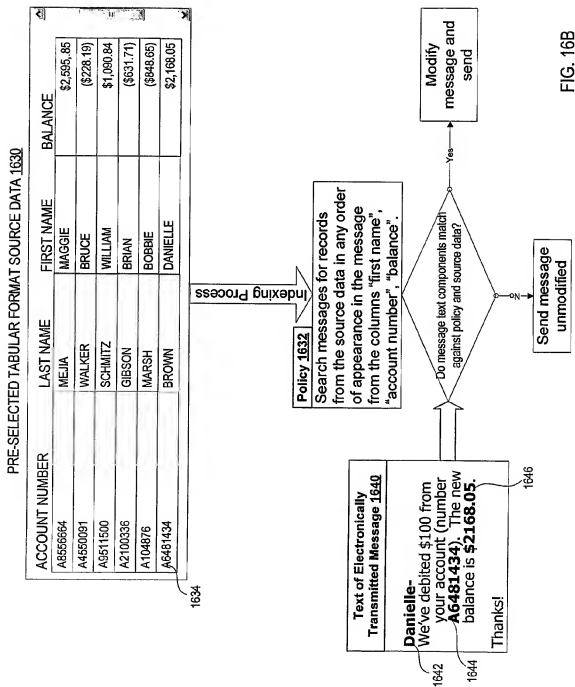 PRE-SELECTED TABULAR FORMAT SOURCE DATA 1630
ACCOUNT NUMBER LAST NAME FIRST NAME BALANCE
A8556664 MEJIA MAGGIE $2,595,.85
A4550091 WALKER BRUCE ($228.19)
A9511500 SCHMITZ WILLIAM $1,090.84
A2100336 GIBSON BRIAN ($631.71)
A104876 MARSH BOBBIE ($848.65)
A6481434 BROWN DANIELLE $2,168.05
1634
Indexing Process
Policy 1632
Search messages for records
from the source data in any order
of appearance in the message
from the columns "first name",
"account number", "balance".
Text of Electronically
Transmitted Message 1640
Danielle-
We've debited $100 from
your account (number
A6481434). The new
balance is $2168.05.
Thanks!
1642
1644
1646
Do message text components match
against policy and source data?
Yes
Modify
message and
send
No
Send message
unmodified
FIG. 16B